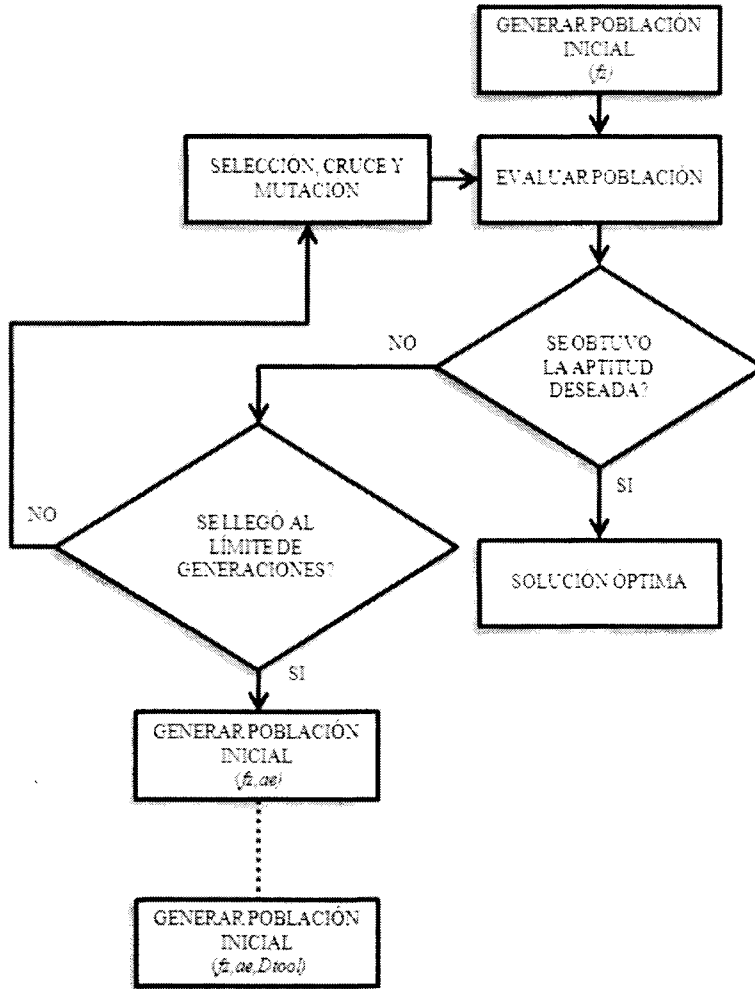 GENERAR POBLACIÓN
INICIAL
(fz)
SELECCION, CRUCE Y
MUTACION
EVALUAR POBLACIÓN
NO
SE OBTUVO
LA APTITUD
DESEADA?
SI
NO
SE LLEGÓ AL
LÍMITE DE
GENERACIONES?
SOLUCIÓN ÓPTIMA
SI
GENERAR POBLACIÓN
INICIAL
(fz,ae)
GENERAR POBLACIÓN
INICIAL
(fz,ae,Dtool)